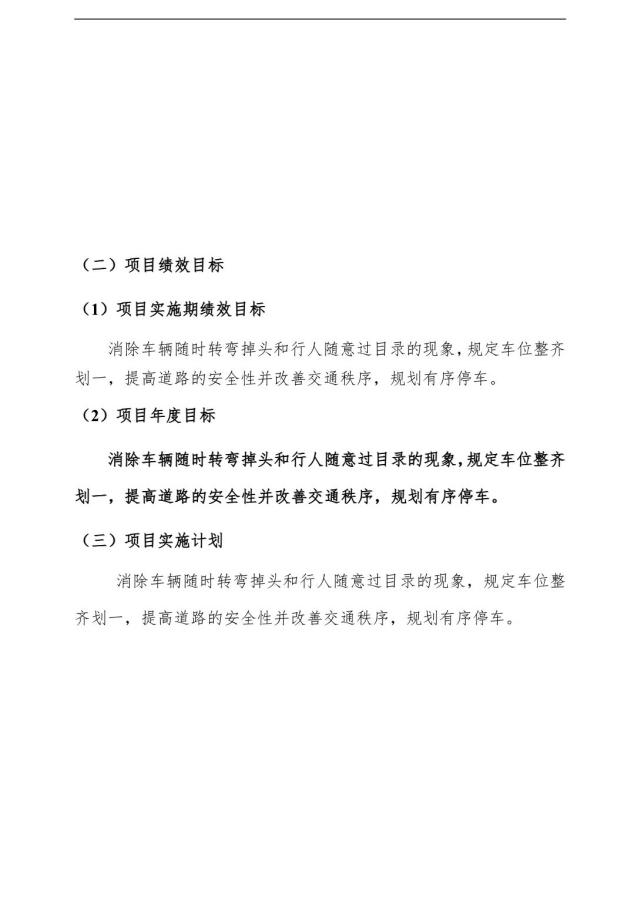 （二）项目绩效目标
（1）项目实施期绩效目标
消除车辆随时转弯掉头和行人随意过目录的现象，规定车位整齐
划一，提高道路的安全性并改善交通秩序，规划有序停车。
（2）项目年度目标
消除车辆随时转弯掉头和行人随意过目录的现象，规定车位整齐
划一，提高道路的安全性并改善交通秩序，规划有序停车。
（三）项目实施计划
消除车辆随时转弯掉头和行人随意过目录的现象，规定车位整
齐划一，提高道路的安全性并改善交通秩序，规划有序停车。